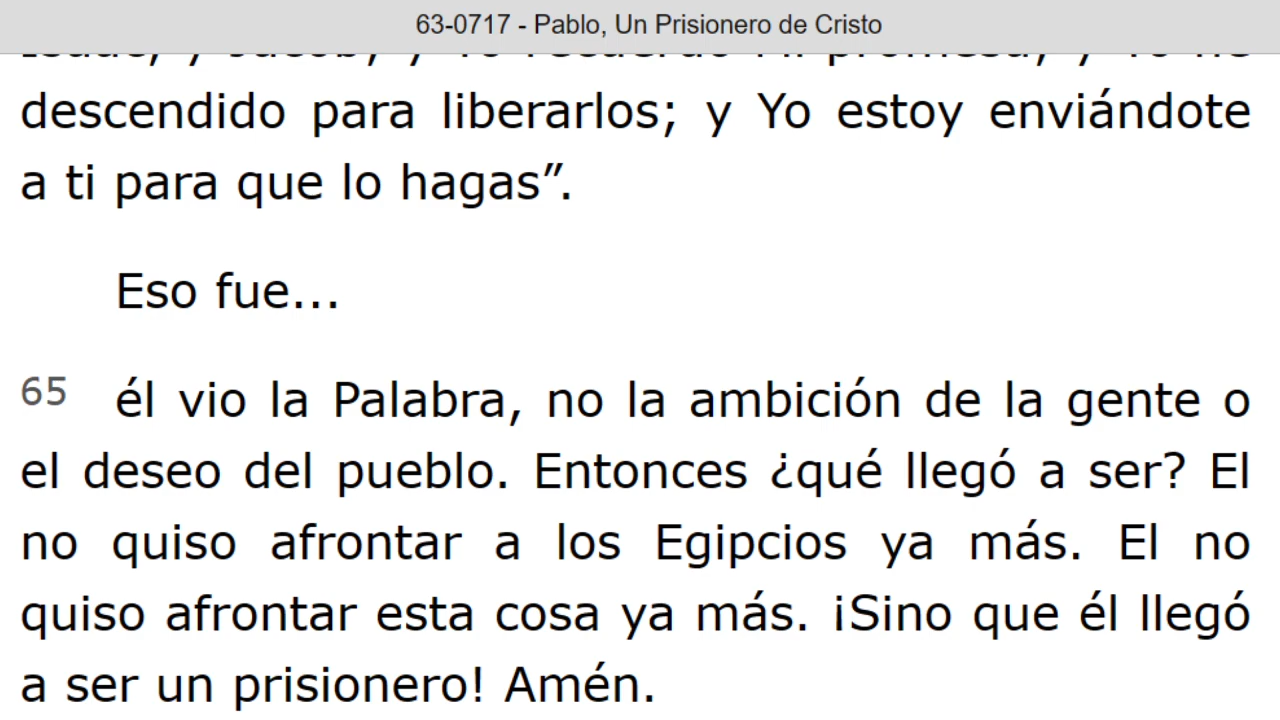 63-0717 - Pablo, Un Prisionero de Cristo
descendido para liberarlos; y Yo estoy enviándote
a ti para que lo hagas”.
Eso fue...
65 él vio la Palabra, no la ambición de la gente o
el deseo del pueblo. Entonces ¿qué llegó a ser? El
no quiso afrontar a los Egipcios ya más. El no
quiso afrontar esta cosa ya más. ¡Sino que él llegó
a ser un prisionero! Amén.